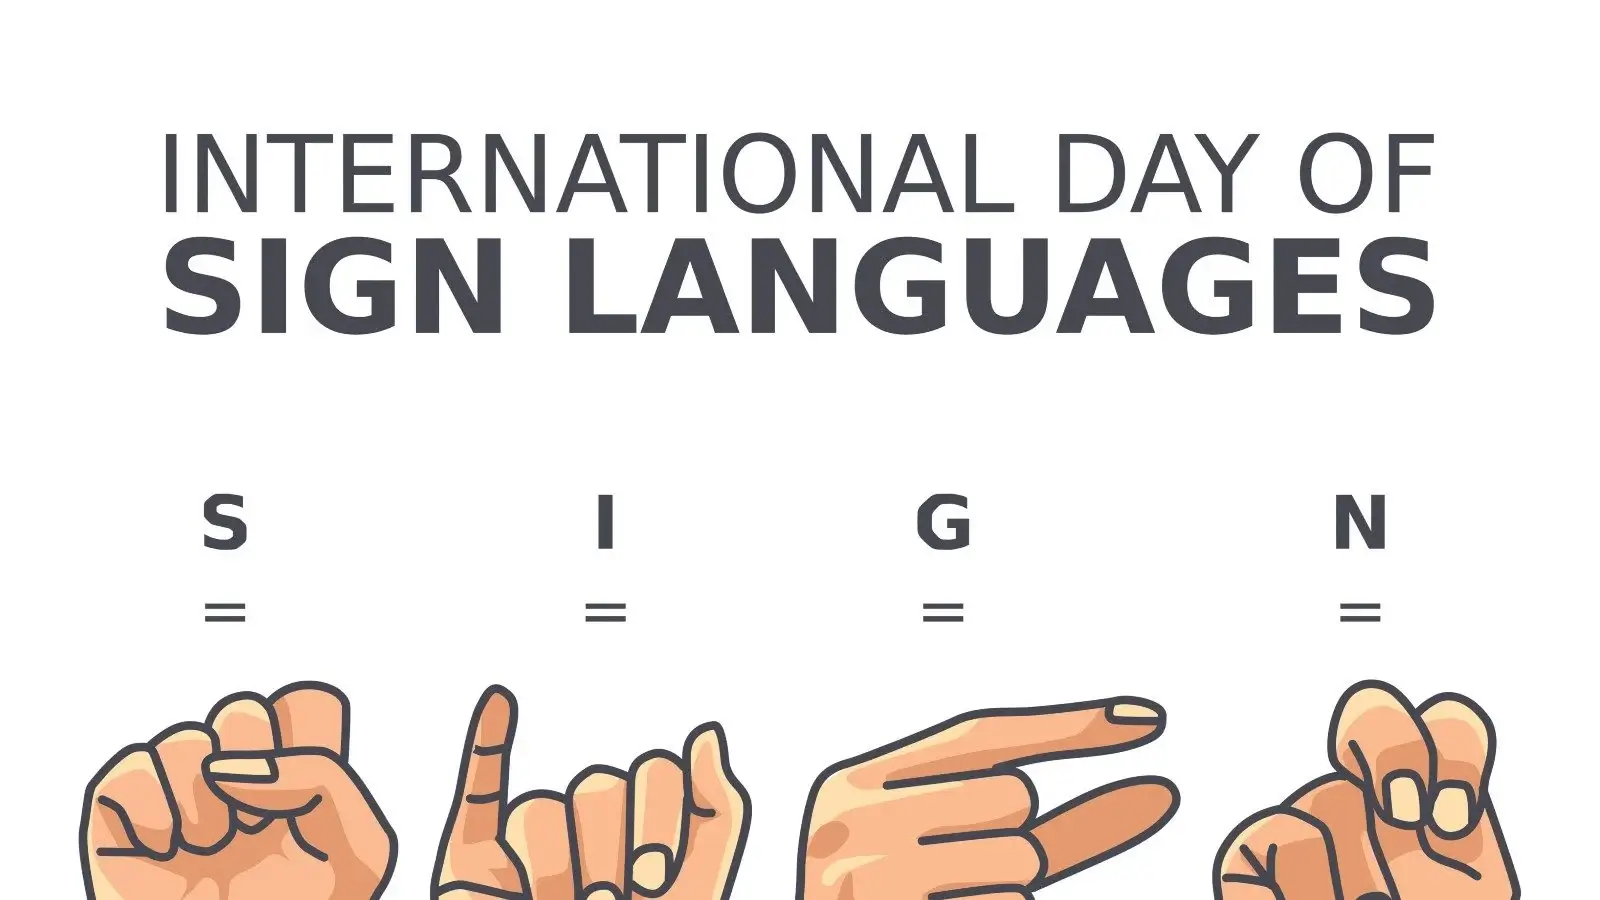 INTERNATIONAL DAY OF
SIGN LANGUAGES
S I G N
= = = =